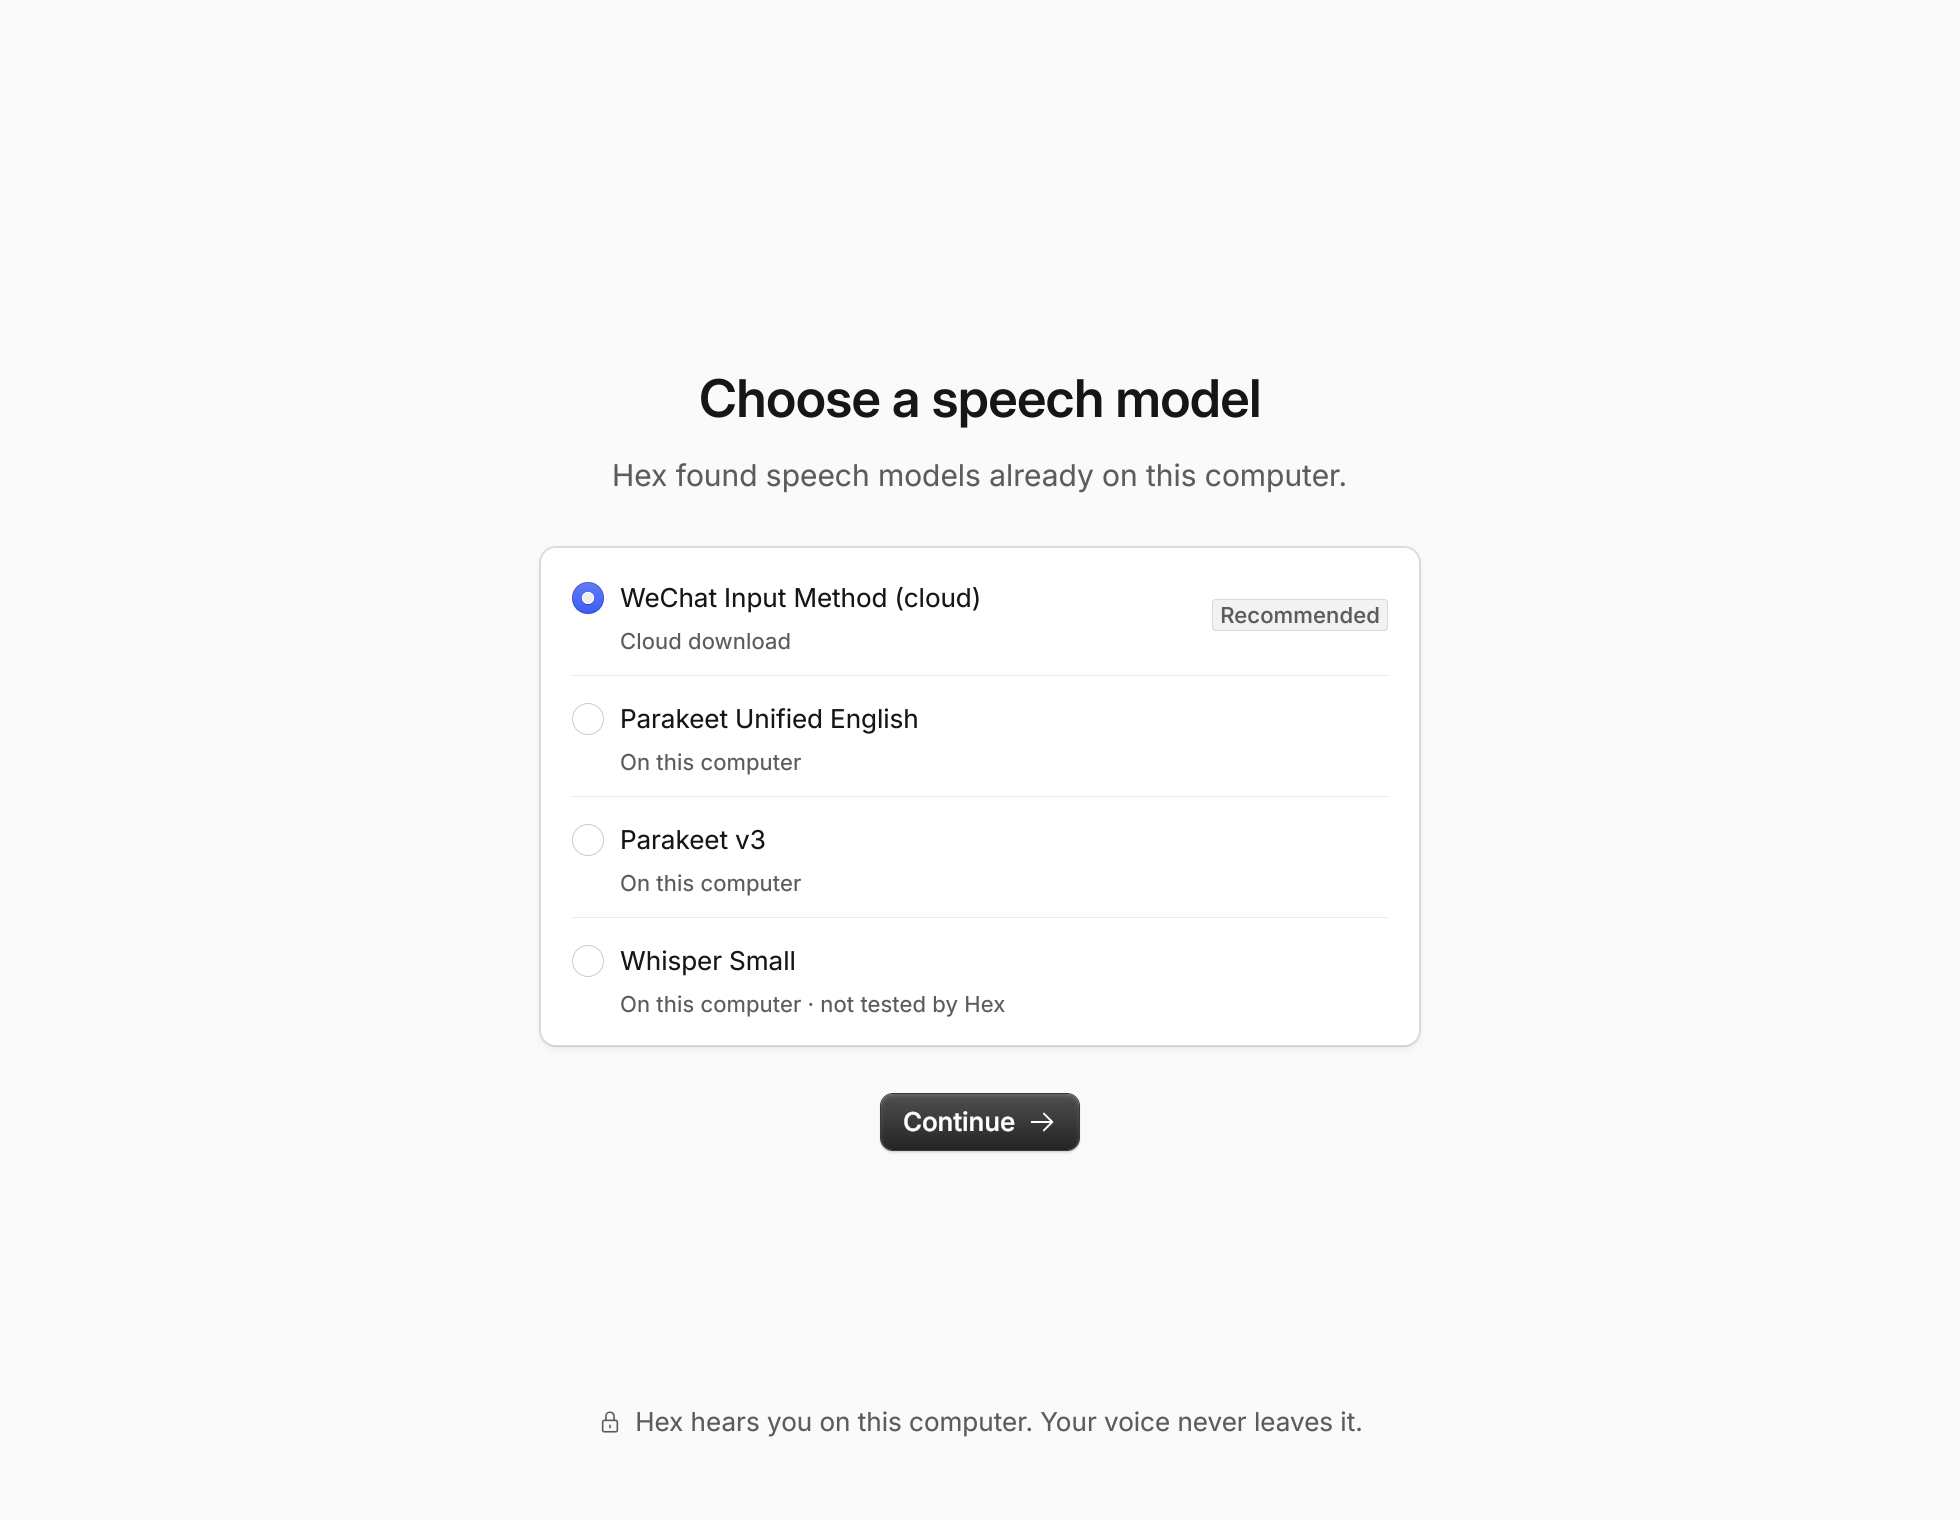 Choose a speech model
Hex found speech models already on this computer.
WeChat Input Method (cloud)
Recommended
Cloud download
Parakeet Unified English
On this computer
Parakeet v3
On this computer
Whisper Small
On this computer · not tested by Hex
Continue
Hex hears you on this computer. Your voice never leaves it.